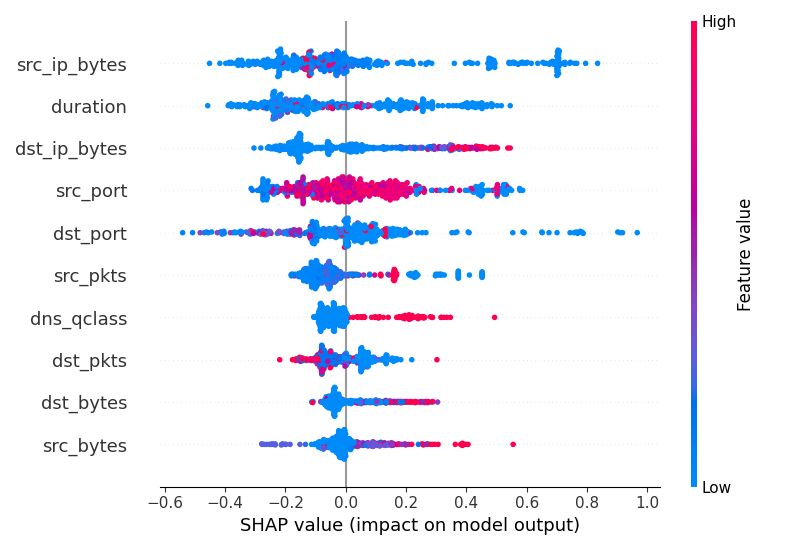 High
src_ip_bytes
duration
dst_ip_bytes
src_port
dst_port
src_pkts
dns_qclass
dst_pkts
dst_bytes
src_bytes
Feature value
Low
−0.6 −0.4 −0.2 0.0 0.2 0.4 0.6 0.8 1.0
SHAP value (impact on model output)